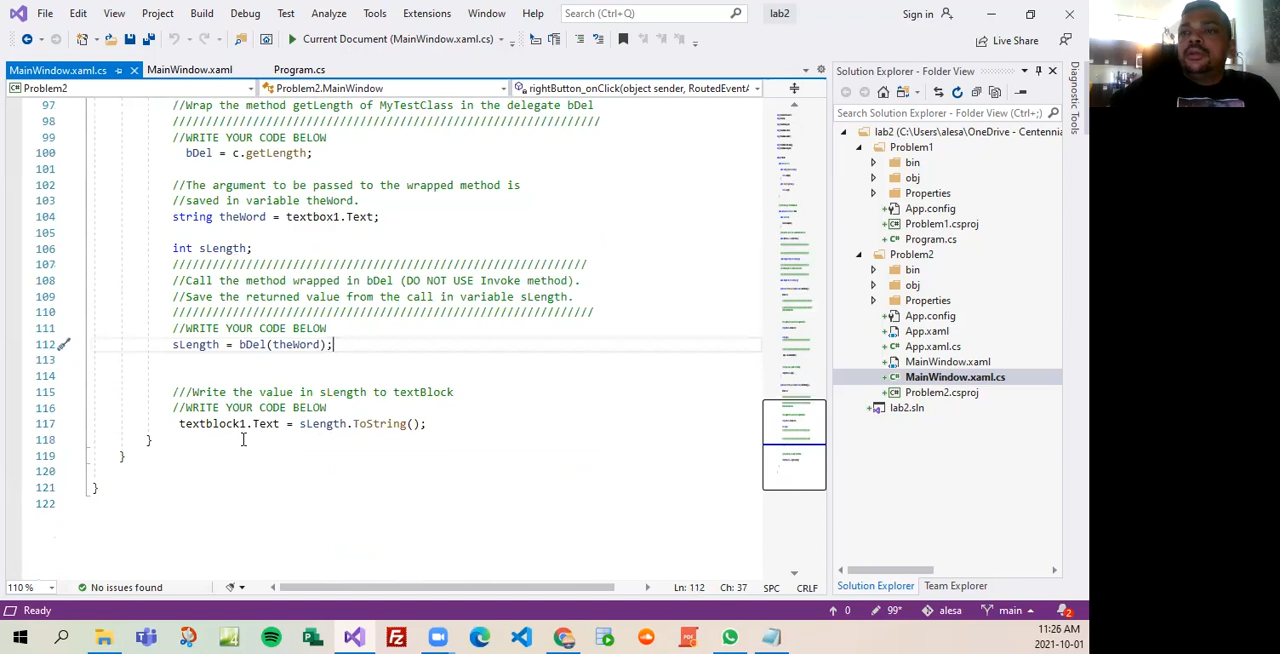 File Edit View Project Build Debug Test Analyze Tools Extensions Window Help Search (Ctrl+Q) lab2 Sign in
Current Document (MainWindow.xaml.cs) Live Share
MainWindow.xaml.cs MainWindow.xaml Program.cs
Problem2 Problem2.MainWindow rightButton_onClick(object sender, RoutedEventA
97 //Wrap the method getLength of MyTestClass in the delegate bDel
98 ////////////////////////////////////////////////////////////////
99 //WRITE YOUR CODE BELOW
100 bDel = c.getLength;
101
102 //The argument to be passed to the wrapped method is
103 //saved in variable theWord.
104 string theWord = textbox1.Text;
105
106 int sLength;
107 //////////////////////////////////////////////////////////////
108 //Call the method wrapped in bDel (DO NOT USE Invoke method).
109 //Save the returned value from the call in variable sLength.
110 ///////////////////////////////////////////////////////////////
111 //WRITE YOUR CODE BELOW
112 sLength = bDel(theWord);
113
114
115 ///Write the value in sLength to textBlock
116 //WRITE YOUR CODE BELOW
117 textblock1.Text = sLength.ToString();
118 }
119 }
120
121 }
122
110 % No issues found Ln: 112 Ch: 37 SPC CRLF
Solution Explorer - Folder View
Search Solution Explorer - Folder View (Ctrl+;)
lab2 (C:\Users\alesa\OneDrive - Centennia
Problem1
bin
obj
Properties
App.config
Problem1.csproj
Program.cs
Problem2
bin
obj
Properties
App.config
App.xaml
App.xaml.cs
MainWindow.xaml
MainWindow.xaml.cs
Problem2.csproj
lab2.sln
Solution Explorer Team Explorer
Diagnostic Tools
Ready 0 99* alesa main 2
11:26 AM
2021-10-01